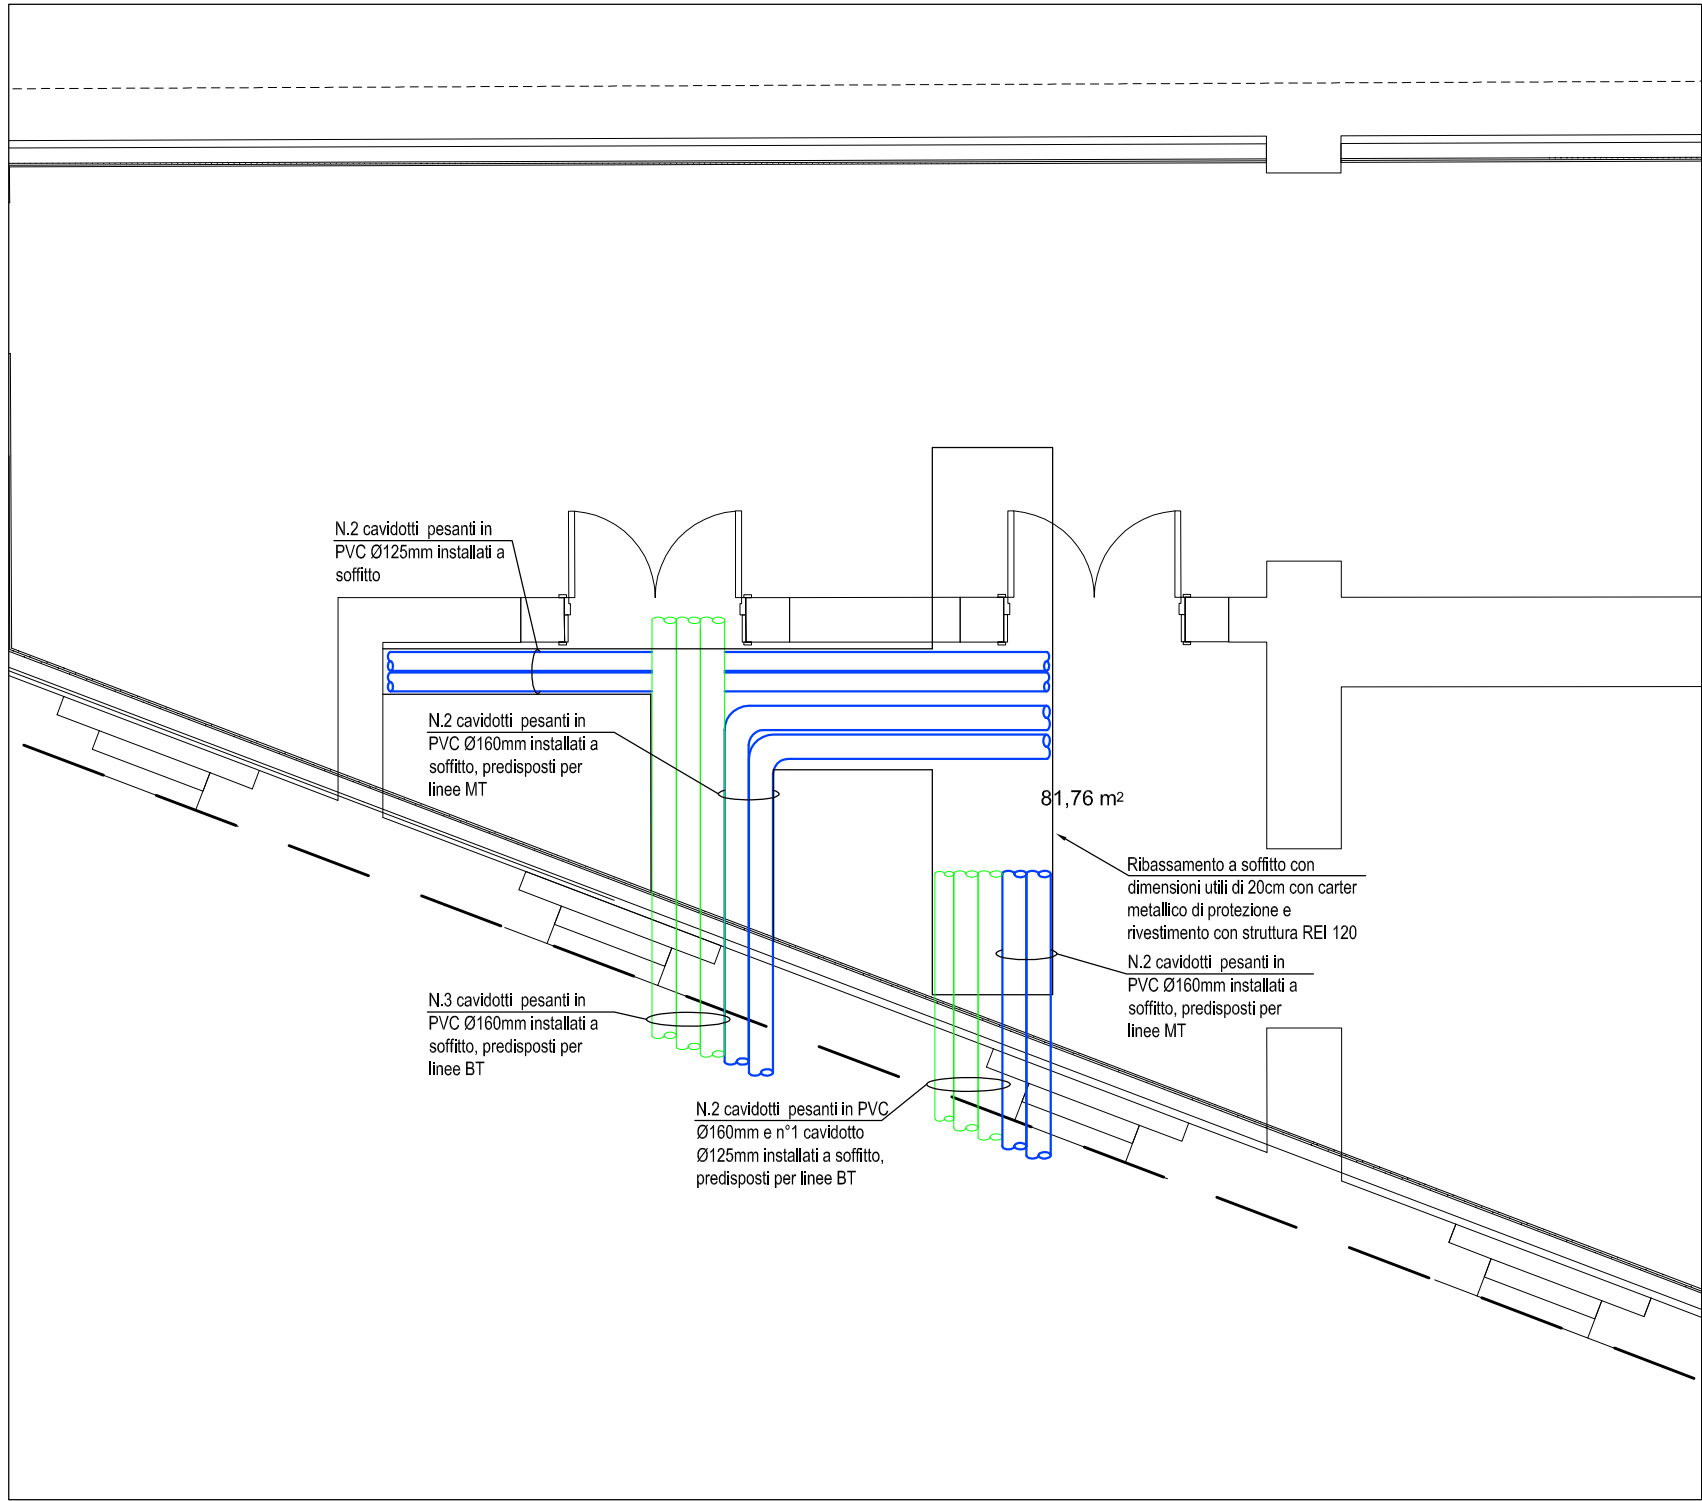 N.2 cavidotti pesanti in
PVC Ø125mm installati a
soffitto
N.2 cavidotti pesanti in
PVC Ø160mm installati a
soffitto, predisposti per
linee MT
81,76 m²
Ribassamento a soffitto con
dimensioni utili di 20cm con carter
metallico di protezione e
rivestimento con struttura REI 120
N.2 cavidotti pesanti in
PVC Ø160mm installati a
soffitto, predisposti per
linee MT
N.3 cavidotti pesanti in
PVC Ø160mm installati a
soffitto, predisposti per
linee BT
N.2 cavidotti pesanti in PVC
Ø160mm e n°1 cavidotto
Ø125mm installati a soffitto,
predisposti per linee BT